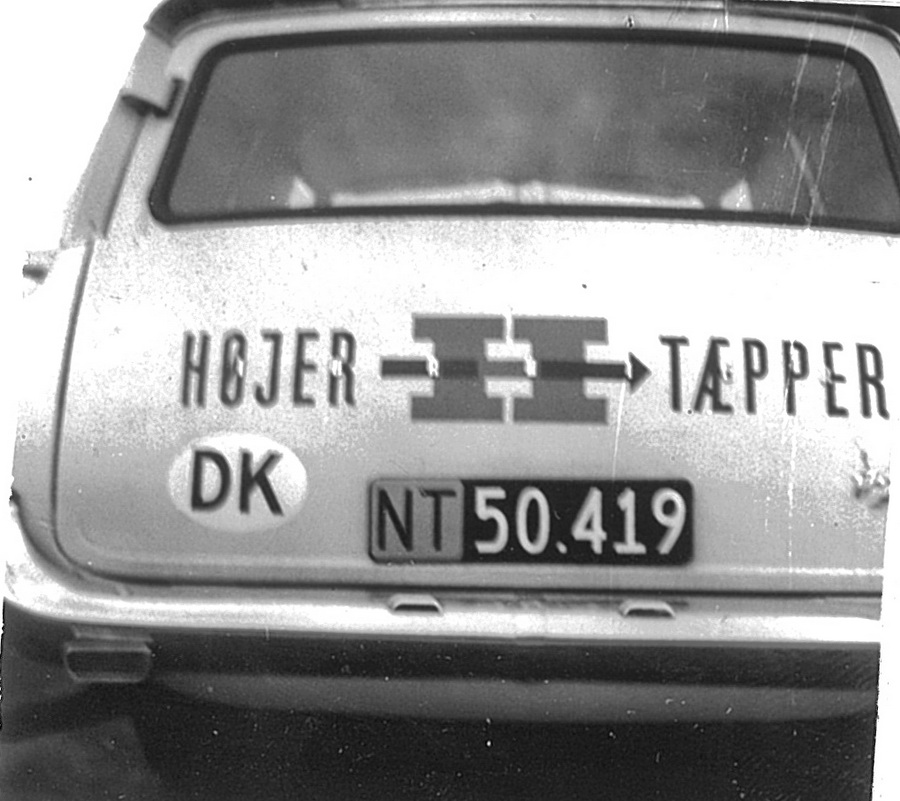 HØJER H TÆPPER
DK
NT 50.419